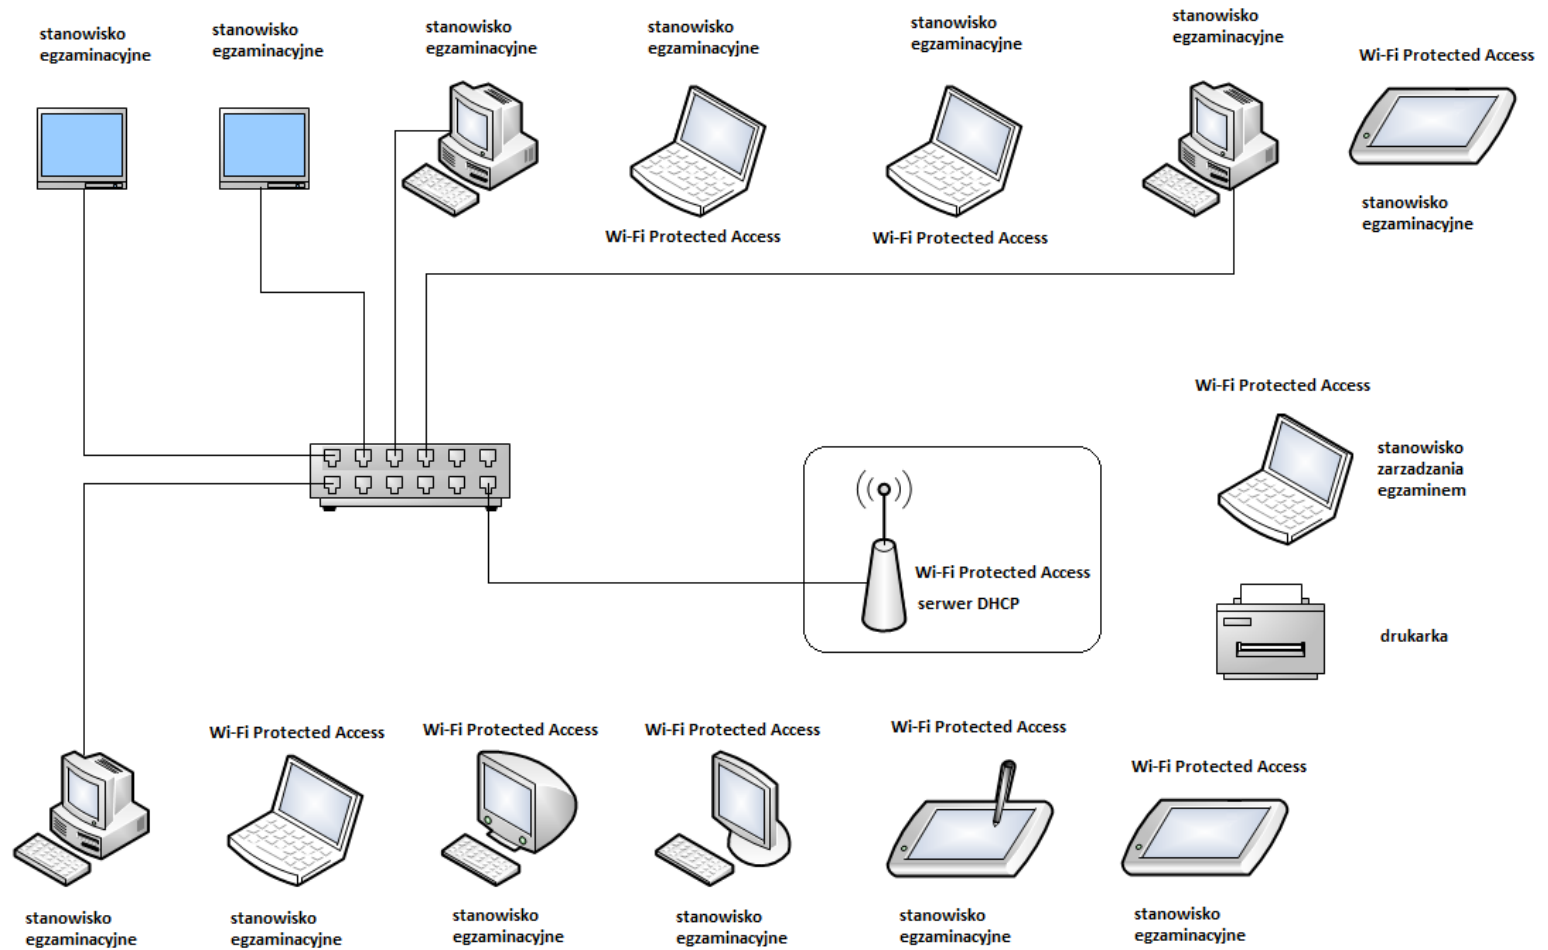 stanowisko
egzaminacyjne
stanowisko
egzaminacyjne
stanowisko
egzaminacyjne
stanowisko
egzaminacyjne
stanowisko
egzaminacyjne
stanowisko
egzaminacyjne
Wi-Fi Protected Access
stanowisko
egzaminacyjne
Wi-Fi Protected Access
Wi-Fi Protected Access
Wi-Fi Protected Access
stanowisko
zarzadzania
egzaminem
Wi-Fi Protected Access
serwer DHCP
drukarka
Wi-Fi Protected Access
Wi-Fi Protected Access
Wi-Fi Protected Access
Wi-Fi Protected Access
Wi-Fi Protected Access
stanowisko
egzaminacyjne
stanowisko
egzaminacyjne
stanowisko
egzaminacyjne
stanowisko
egzaminacyjne
stanowisko
egzaminacyjne
stanowisko
egzaminacyjne